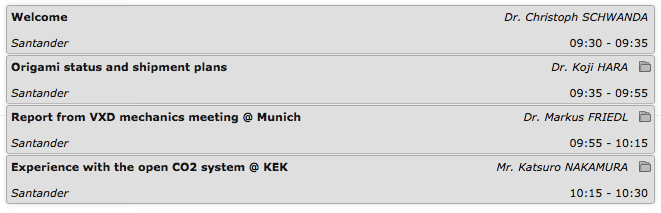 Welcome Dr. Christoph SCHWANDA
Santander 09:30 - 09:35
Origami status and shipment plans Dr. Koji HARA
Santander 09:35 - 09:55
Report from VXD mechanics meeting @ Munich Dr. Markus FRIEDL
Santander 09:55 - 10:15
Experience with the open CO2 system @ KEK Mr. Katsuro NAKAMURA
Santander 10:15 - 10:30